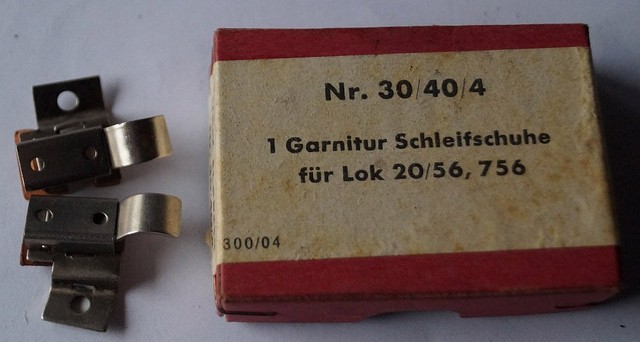 Nr. 30/40/4
1 Garnitur Schleifschuhe
für Lok 20/56, 756
300/04